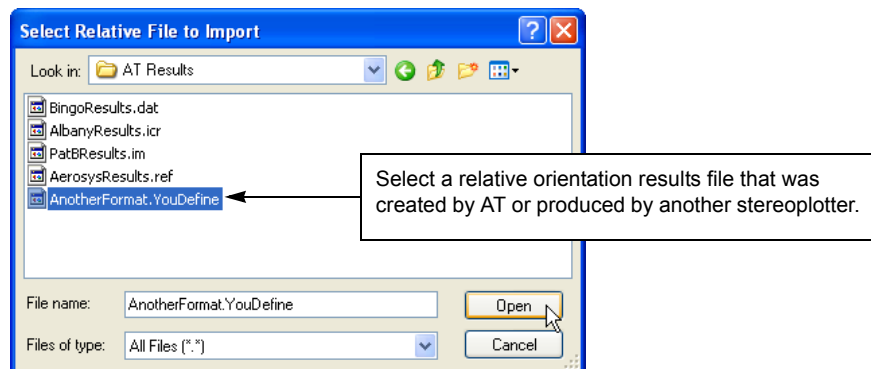 Select Relative File to Import
Look in: AT Results
BingoResults.dat
AlbanyResults.icr
PatBResults.im
AerosysResults.ref
AnotherFormat.YouDefine
Select a relative orientation results file that was
created by AT or produced by another stereoplotter.
File name: AnotherFormat.YouDefine Open
Files of type: All Files (*.*) Cancel